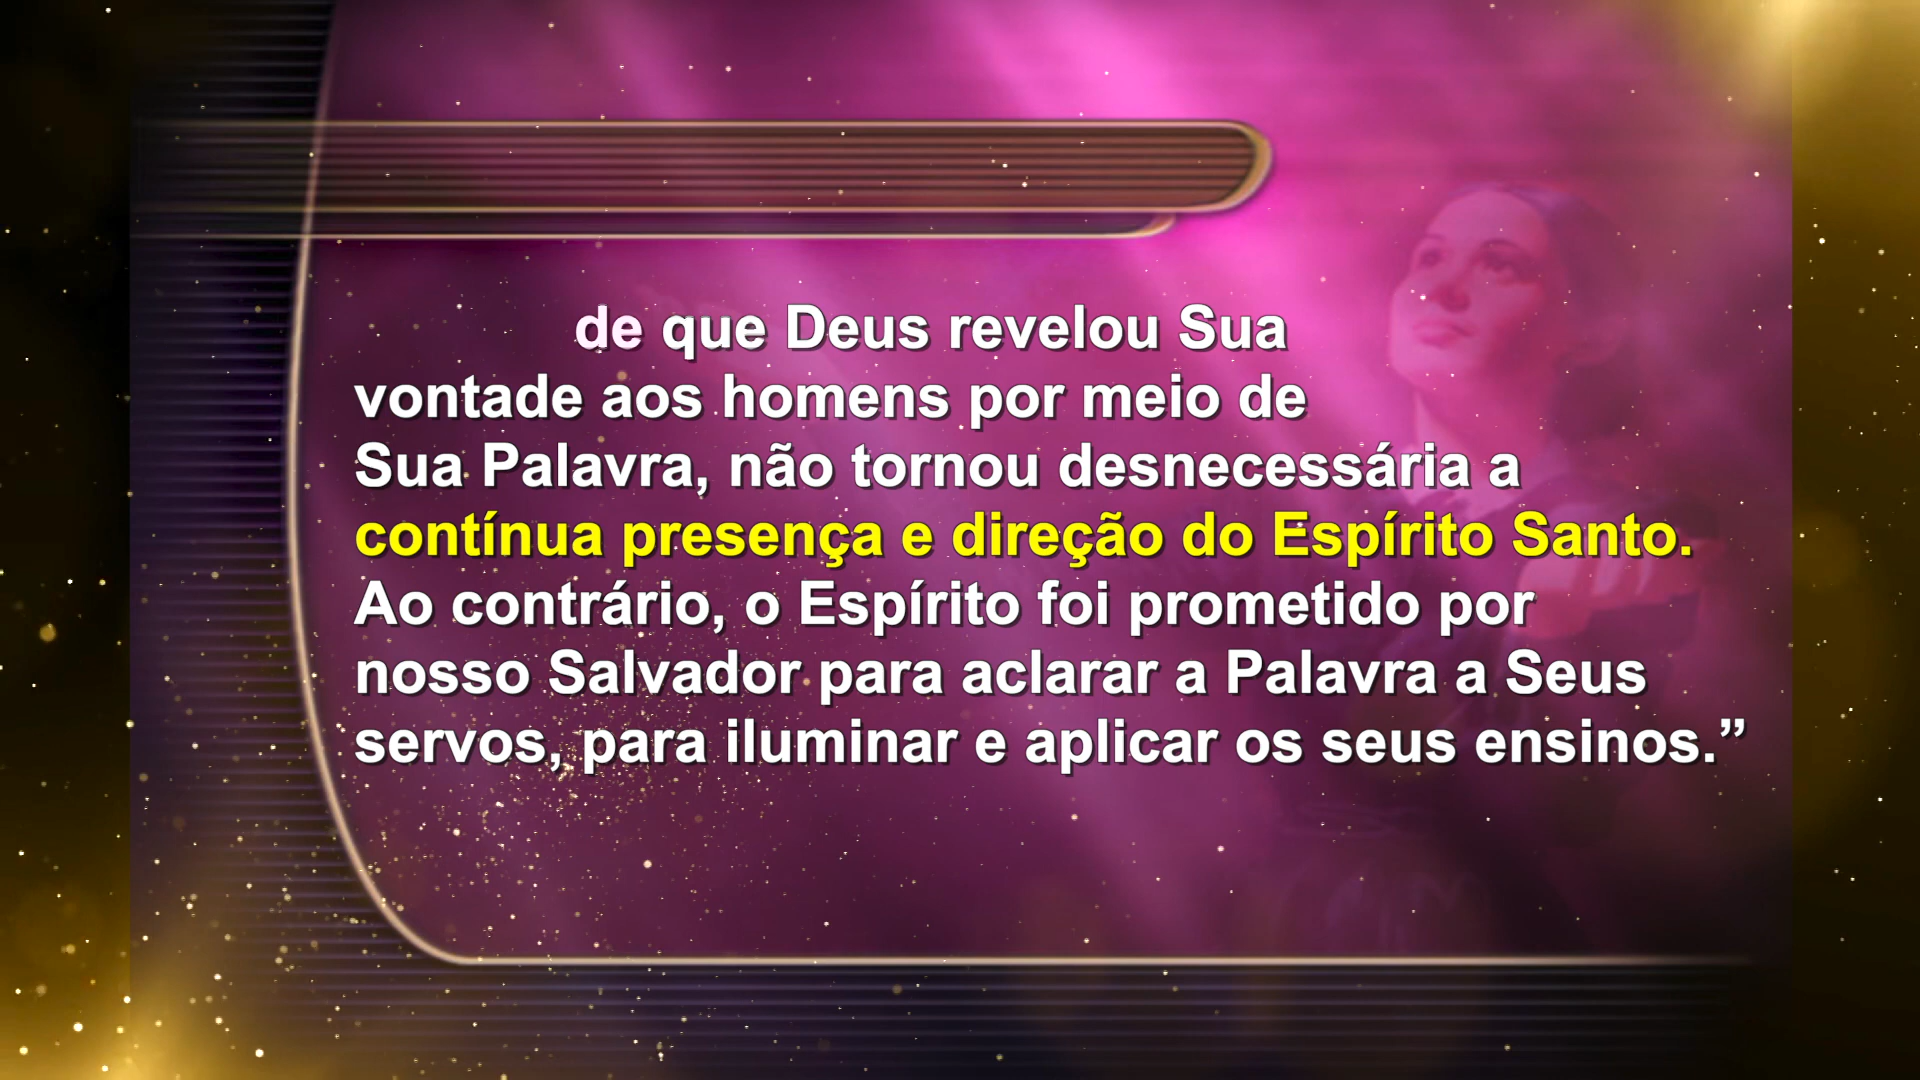 de que Deus revelou Sua
vontade aos homens por meio de
Sua Palavra, não tornou desnecessária a
contínua presença e direção do Espírito Santo.
Ao contrário, o Espírito foi prometido por
nosso Salvador para aclarar a Palavra a Seus
servos, para iluminar e aplicar os seus ensinos.”